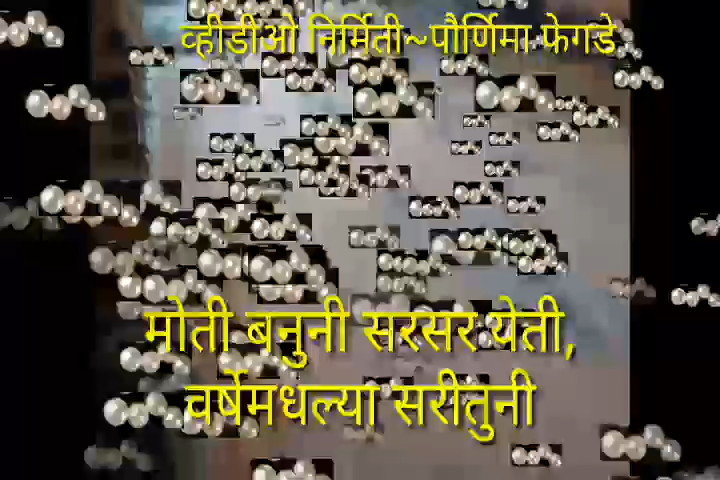 व्हीडीओ निर्मिती~पौर्णिमा फेगडे
मोती बनुनी सरसर येती,
वर्षेमधल्या सरीतुनी